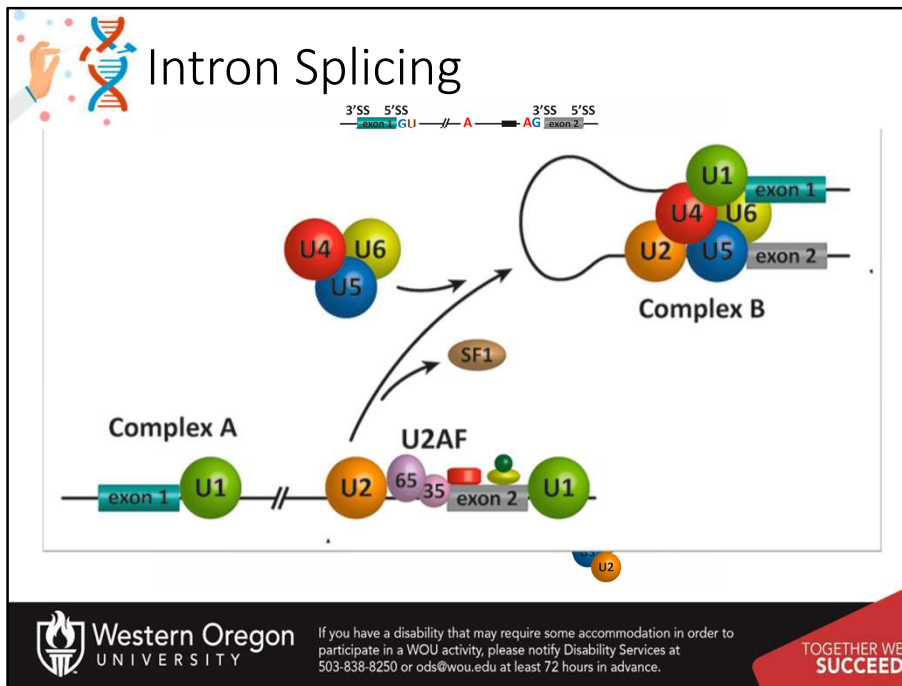 Intron Splicing
3'SS 5'SS 3'SS 5'SS
exon 1 GU A AG exon 2
U1 exon 1
U4 U6
U4 U6
U5
U2 U5 exon 2
Complex B
SF1
Complex A
U2AF
65
35
exon 1 U1 U2 exon 2 U1
U2
Western Oregon
UNIVERSITY
If you have a disability that may require some accommodation in order to
participate in a WOU activity, please notify Disability Services at
503-838-8250 or ods@wou.edu at least 72 hours in advance.
TOGETHER WE
SUCCEED